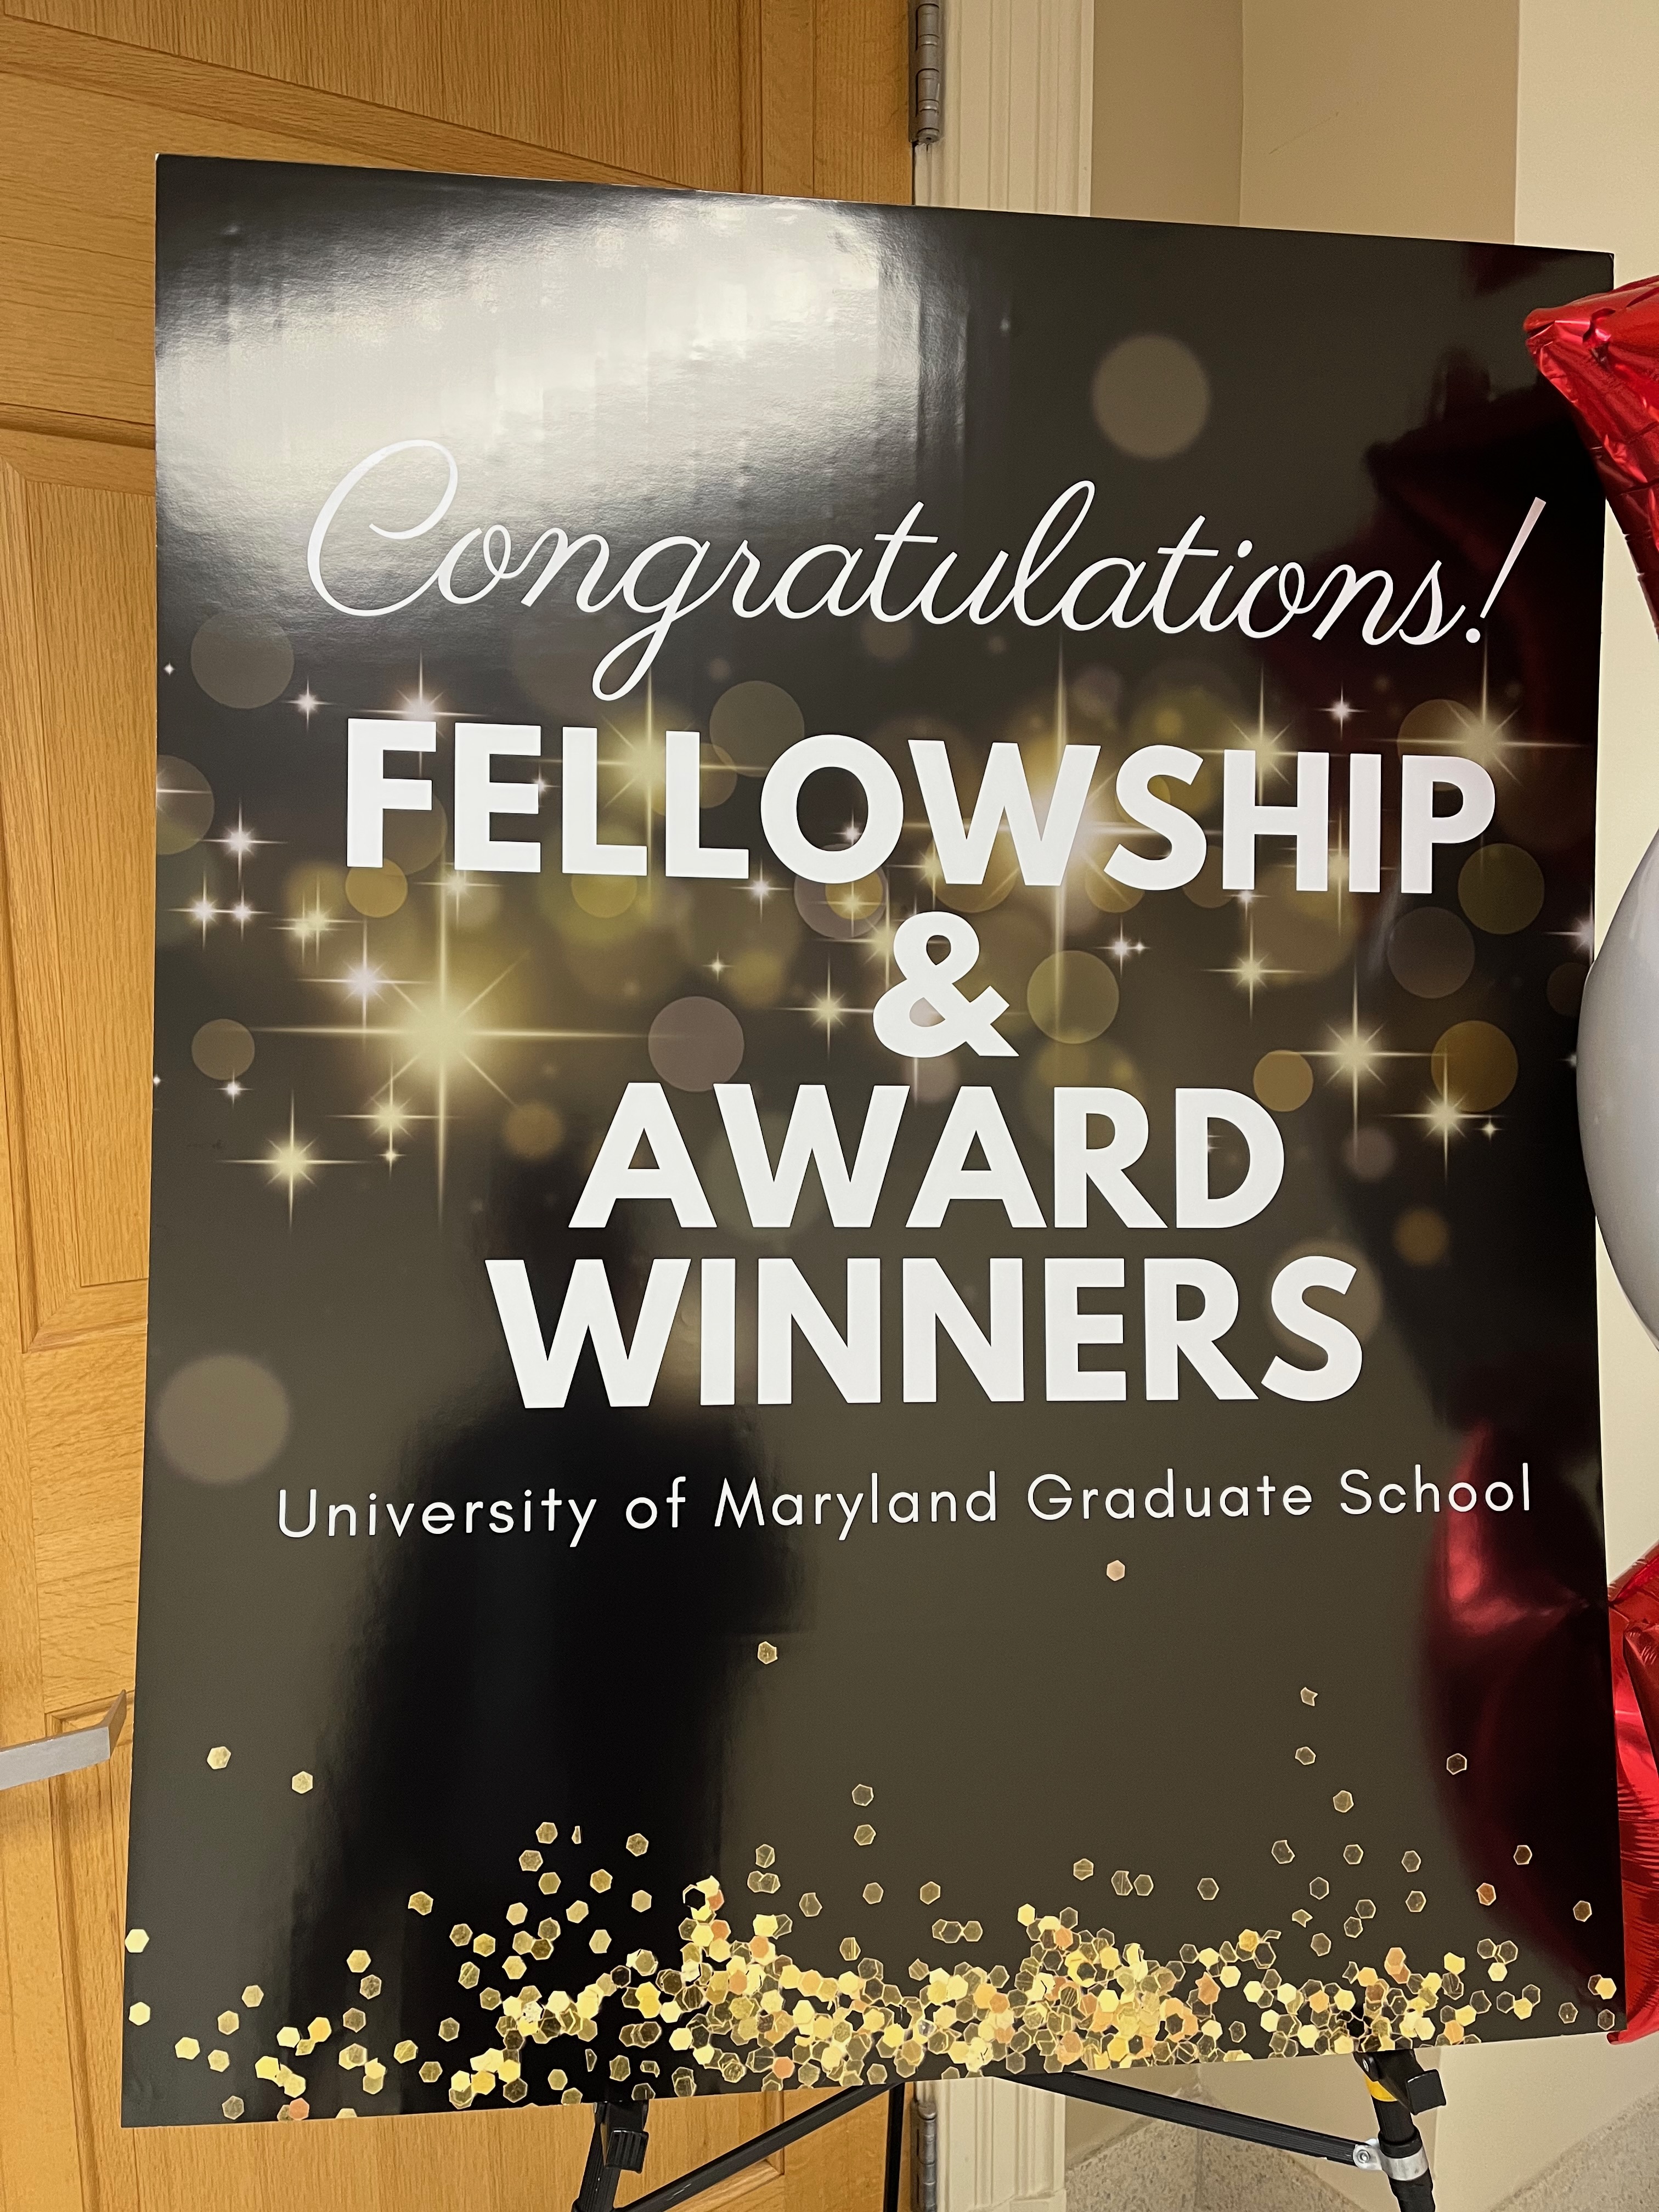 Congratulations!
FELLOWSHIP
&
AWARD
WINNERS
University of Maryland Graduate School